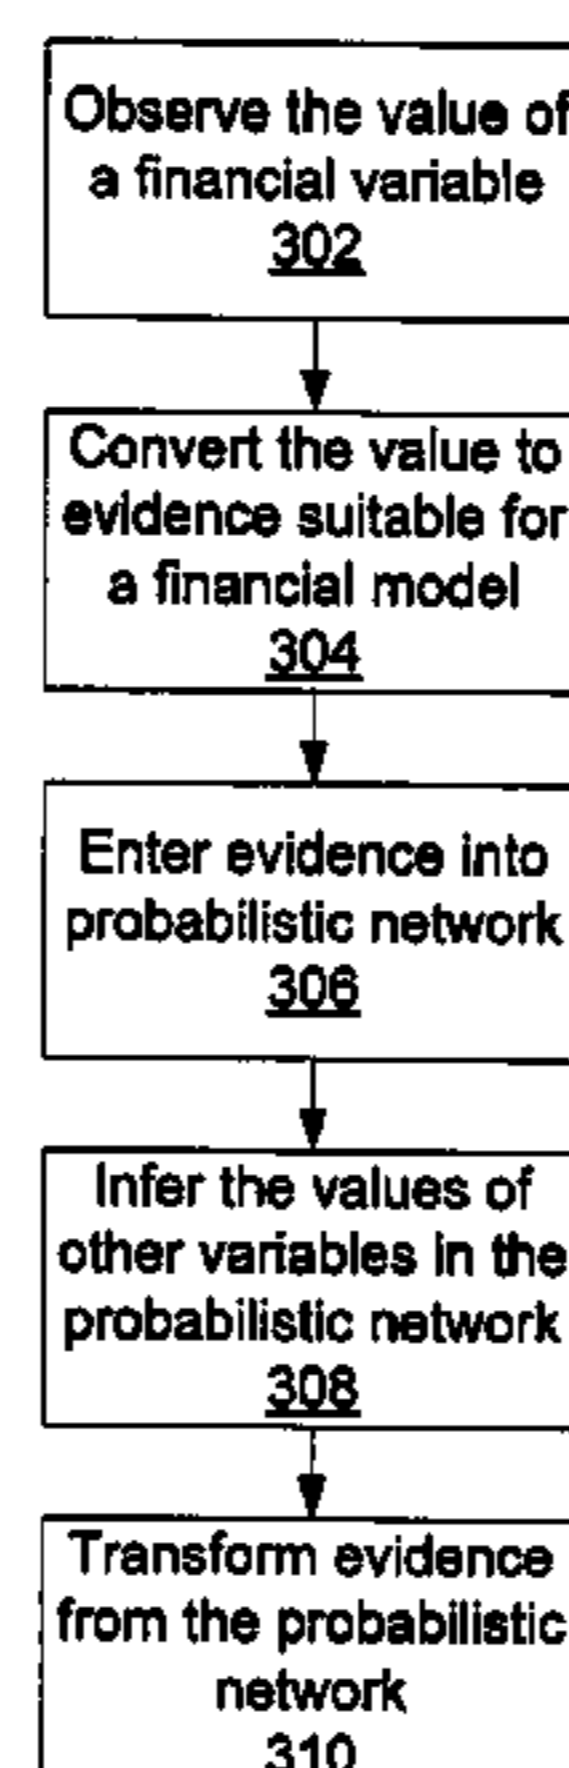 Observe the value of
a financial variable
302
Convert the value to
evidence suitable for
a financial model
304
Enter evidence into
probabilistic network
306
Infer the values of
other variables in the
probabilistic network
308
Transform evidence
from the probabilistic
network
310